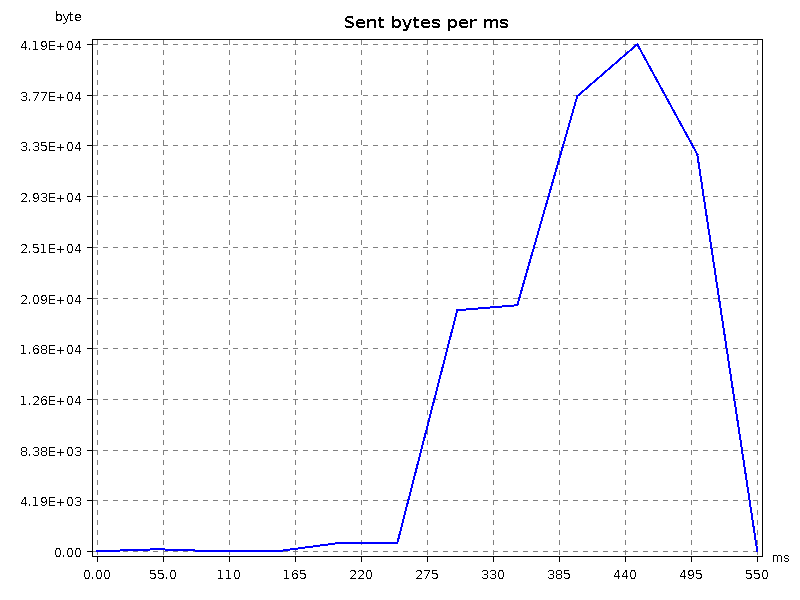 byte
Sent bytes per ms
4.19E+04
3.77E+04
3.35E+04
2.93E+04
2.51E+04
2.09E+04
1.68E+04
1.26E+04
8.38E+03
4.19E+03
0.00
ms
0.00 55.0 110 165 220 275 330 385 440 495 550